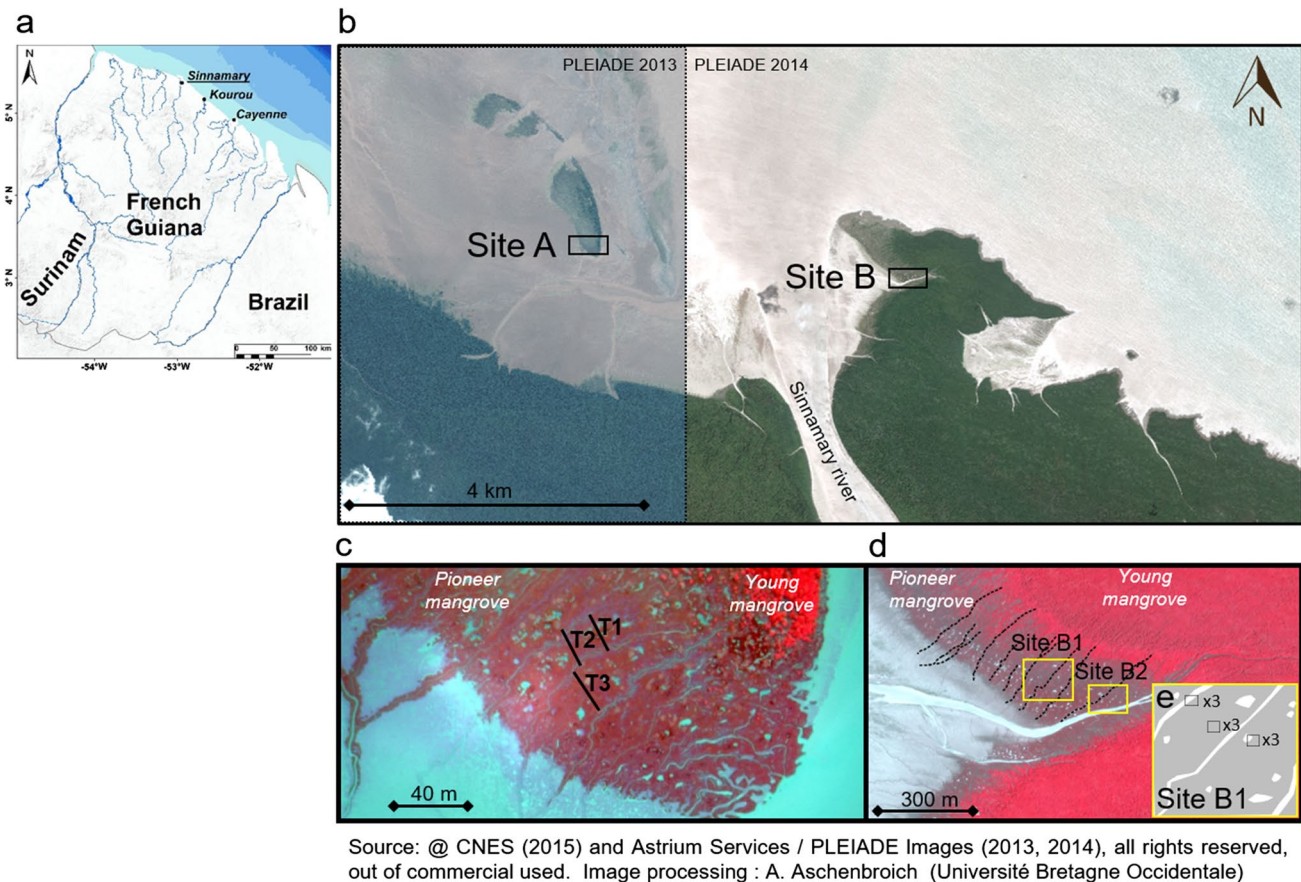 a
N
Sinnamary
Kourou
Cayenne
5°N
4°N
3°N
French
Guiana
Surinam
Brazil
0 50 100 km
-54°W
-53°W
-52°W
b
PLEIADE 2013
PLEIADE 2014
N
Site A
Site B
Sinnamary river
4 km
c
Pioneer
mangrove
Young
mangrove
T1
T2
T3
40 m
d
Pioneer
mangrove
Young
mangrove
Site B1
Site B2
300 m
e
x3
x3
x3
Site B1
Source: @ CNES (2015) and Astrium Services / PLEIADE Images (2013, 2014), all rights reserved,
out of commercial used. Image processing : A. Aschenbroich (Université Bretagne Occidentale)